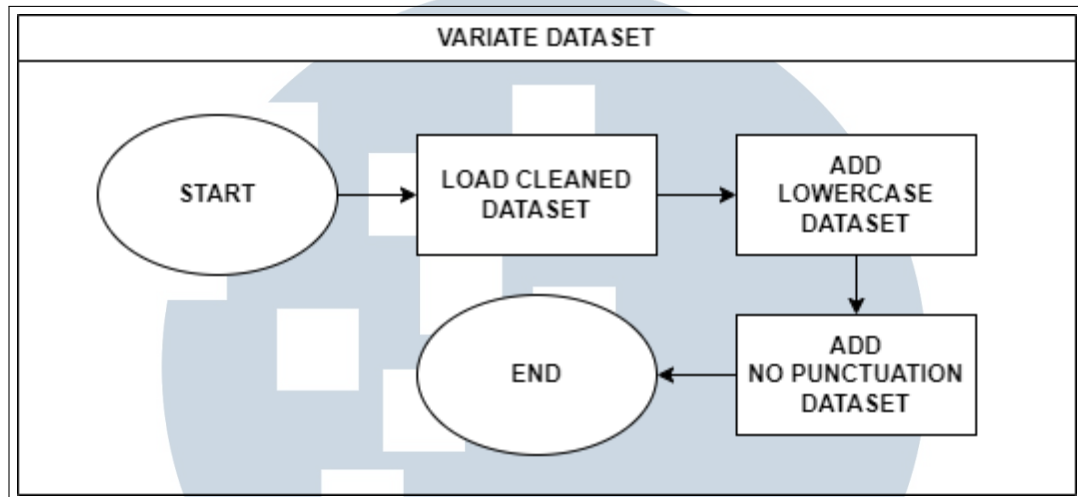 VARIATE DATASET
START
LOAD CLEANED
DATASET
ADD
LOWERCASE
DATASET
ADD
NO PUNCTUATION
DATASET
END